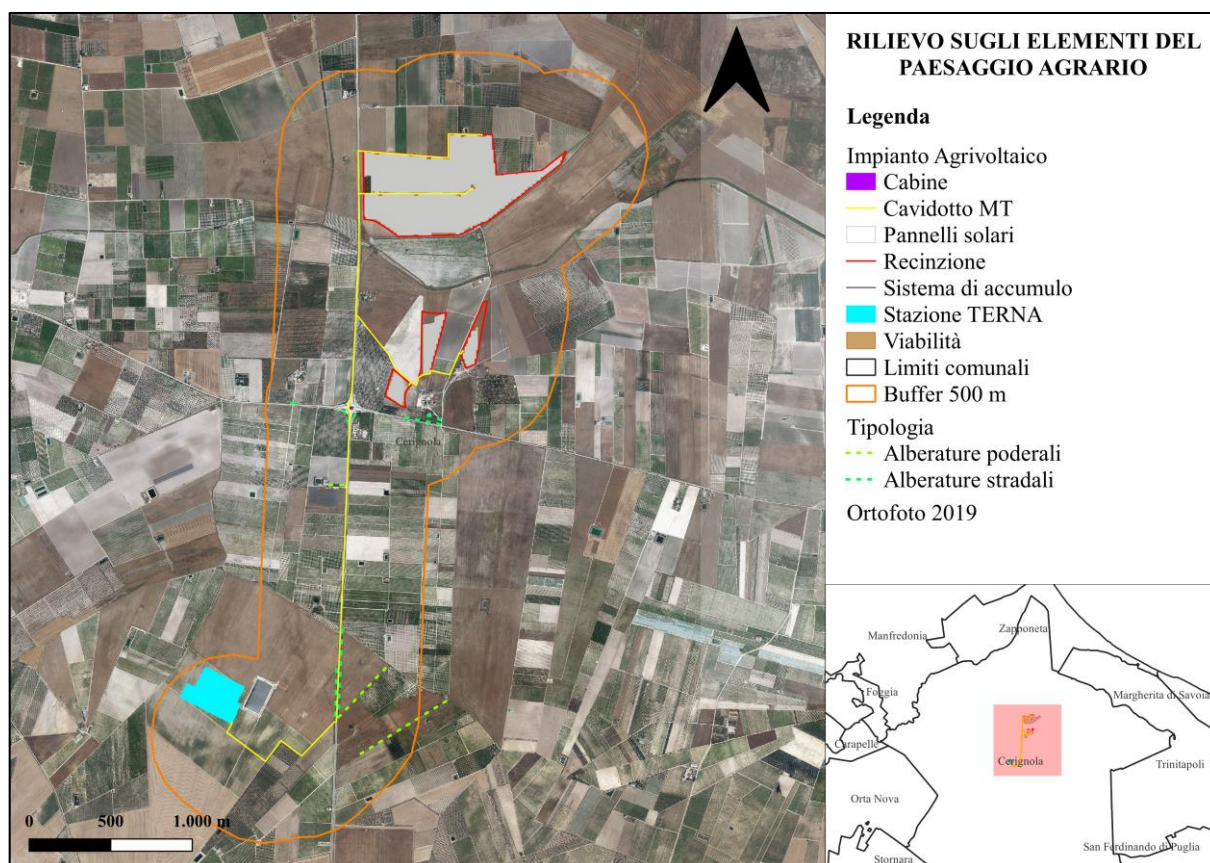 RILIEVO SUGLI ELEMENTI DEL
PAESAGGIO AGRARIO
Legenda
Impianto Agrivoltaico
Cabine
Cavidotto MT
Pannelli solari
Recinzione
Sistema di accumulo
Stazione TERNA
Viabilità
Limiti comunali
Buffer 500 m
Tipologia
Alberature poderali
Alberature stradali
Ortofoto 2019
Cerignola
0 500 1.000 m
Manfredonia
Zapponeta
Foggia
Margherita di Savoia
Carapelle
Cerignola
Trinitapoli
Orta Nova
San Ferdinando di Puglia
Stornara